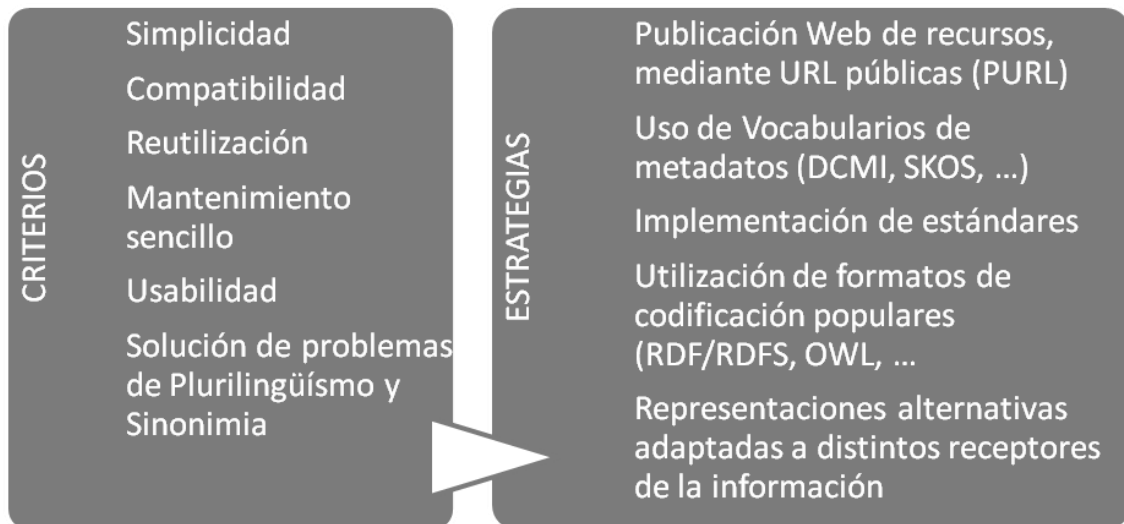 CRITERIOS
Simplicidad
Compatibilidad
Reutilización
Mantenimiento
sencillo
Usabilidad
Solución de problemas
de Plurilingüísmo y
Sinonimia
ESTRATEGIAS
Publicación Web de recursos,
mediante URL públicas (PURL)
Uso de Vocabularios de
metadatos (DCMI, SKOS, ...)
Implementación de estándares
Utilización de formatos de
codificación populares
(RDF/RDFS, OWL, ...
Representaciones alternativas
adaptadas a distintos receptores
de la información